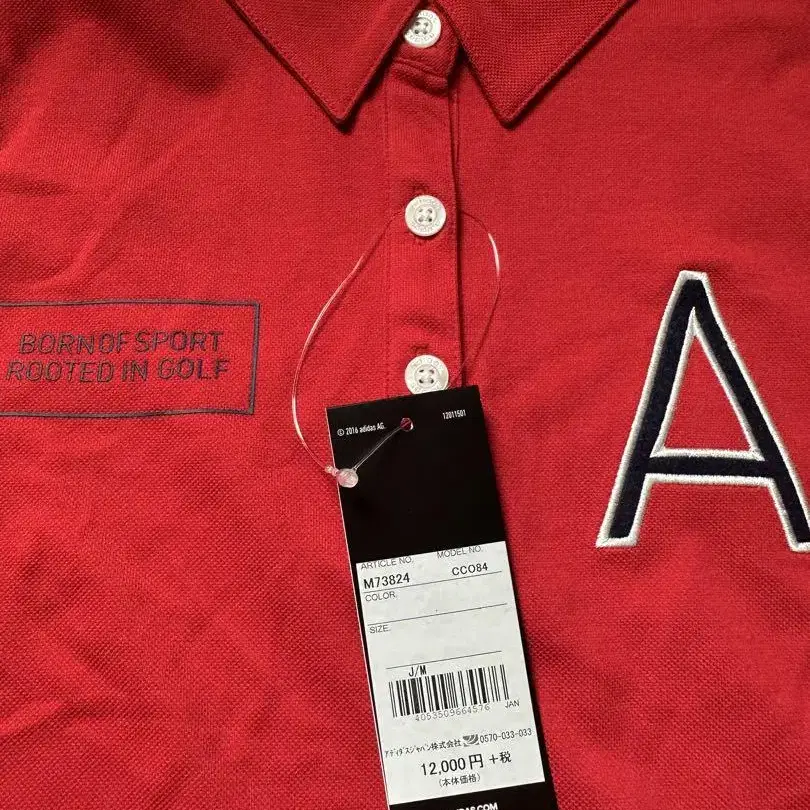 BORN OF SPORT
ROOTED IN GOLF
A
© 2016 adidas AG.
12011501
ARTICLE NO.
MODEL NO.
M73824
CCO84
COLOR.
SIZE.
J/M
4053509664576
JAN
アディダスジャパン株式会社
0570-033-033
12,000円 +税
(本体価格)